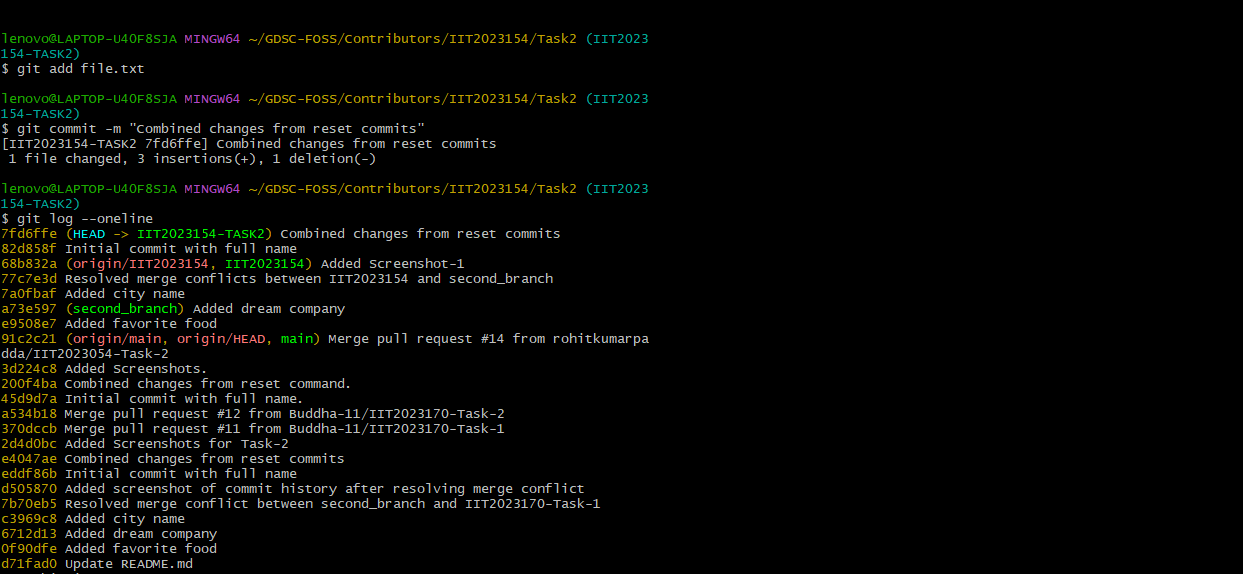 lenovo@LAPTOP-U40F8SJA MINGW64 ~/GDSC-FOSS/Contributors/IIT2023154/Task2 (IIT2023
154-TASK2)
$ git add file.txt
lenovo@LAPTOP-U40F8SJA MINGW64 ~/GDSC-FOSS/Contributors/IIT2023154/Task2 (IIT2023
154-TASK2)
$ git commit -m "Combined changes from reset commits"
[IIT2023154-TASK2 7fd6ffe] Combined changes from reset commits
 1 file changed, 3 insertions(+), 1 deletion(-)
lenovo@LAPTOP-U40F8SJA MINGW64 ~/GDSC-FOSS/Contributors/IIT2023154/Task2 (IIT2023
154-TASK2)
$ git log --oneline
7fd6ffe (HEAD -> IIT2023154-TASK2) Combined changes from reset commits
82d858f Initial commit with full name
68b832a (origin/IIT2023154, IIT2023154) Added Screenshot-1
77c7e3d Resolved merge conflicts between IIT2023154 and second_branch
7a0fbaf Added city name
a73e597 (second_branch) Added dream company
e9508e7 Added favorite food
91c2c21 (origin/main, origin/HEAD, main) Merge pull request #14 from rohitkumarpa
dda/IIT2023054-Task-2
3d224c8 Added Screenshots.
200f4ba Combined changes from reset command.
45d9d7a Initial commit with full name.
a534b18 Merge pull request #12 from Buddha-11/IIT2023170-Task-2
370dccb Merge pull request #11 from Buddha-11/IIT2023170-Task-1
2d4d0bc Added Screenshots for Task-2
e4047ae Combined changes from reset commits
eddf86b Initial commit with full name
d505870 Added screenshot of commit history after resolving merge conflict
7b70eb5 Resolved merge conflict between second_branch and IIT2023170-Task-1
c3969c8 Added city name
6712d13 Added dream company
0f90dfe Added favorite food
d71fad0 Update README.md